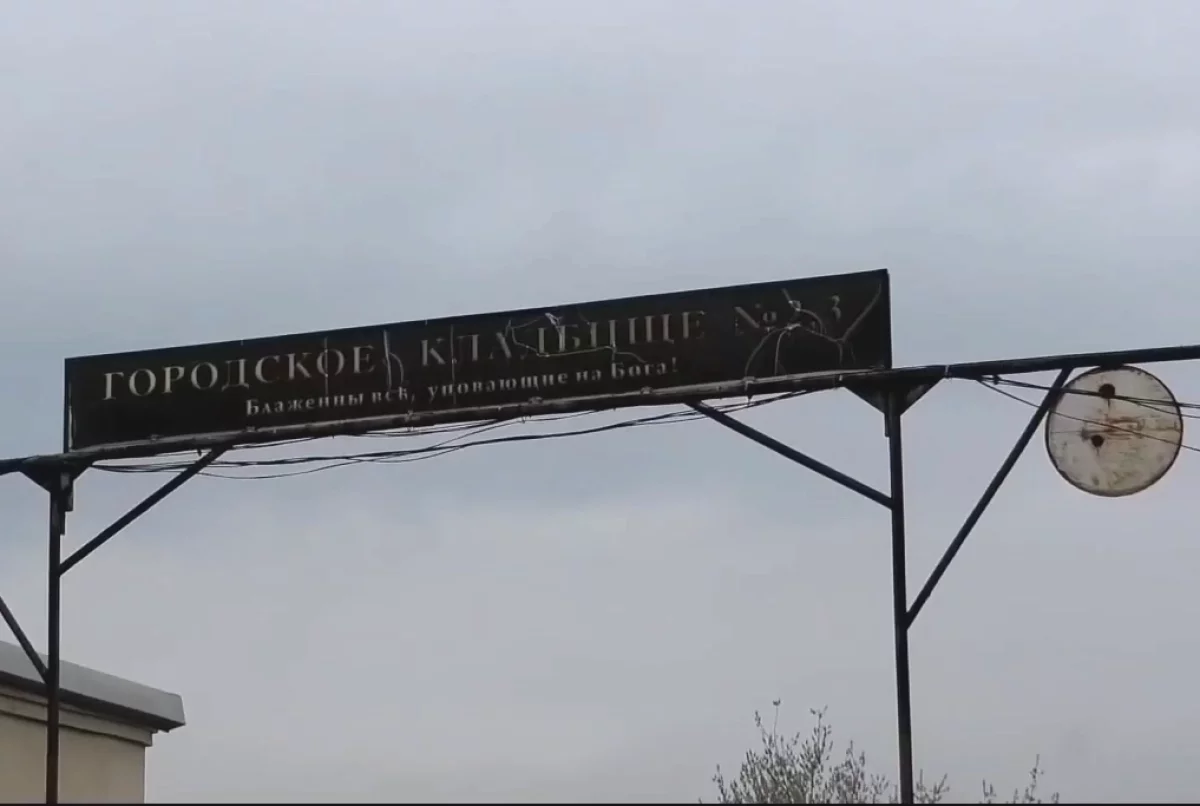 ГОРОДСКОЕ КЛАДБИЩЕ № 3
Блаженны всѣ, уповающие на Бога!